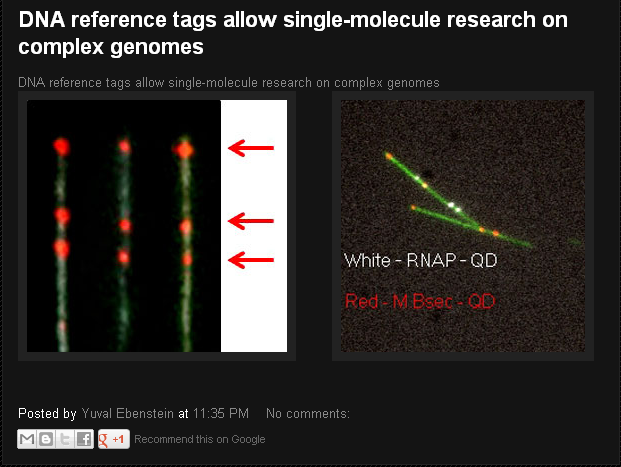 DNA reference tags allow single-molecule research on
complex genomes
DNA reference tags allow single-molecule research on complex genomes
White - RNAP - QD
Red - M.Bsec - QD
Posted by Yuval Ebenstein at 11:35 PM No comments:
g +1 Recommend this on Google